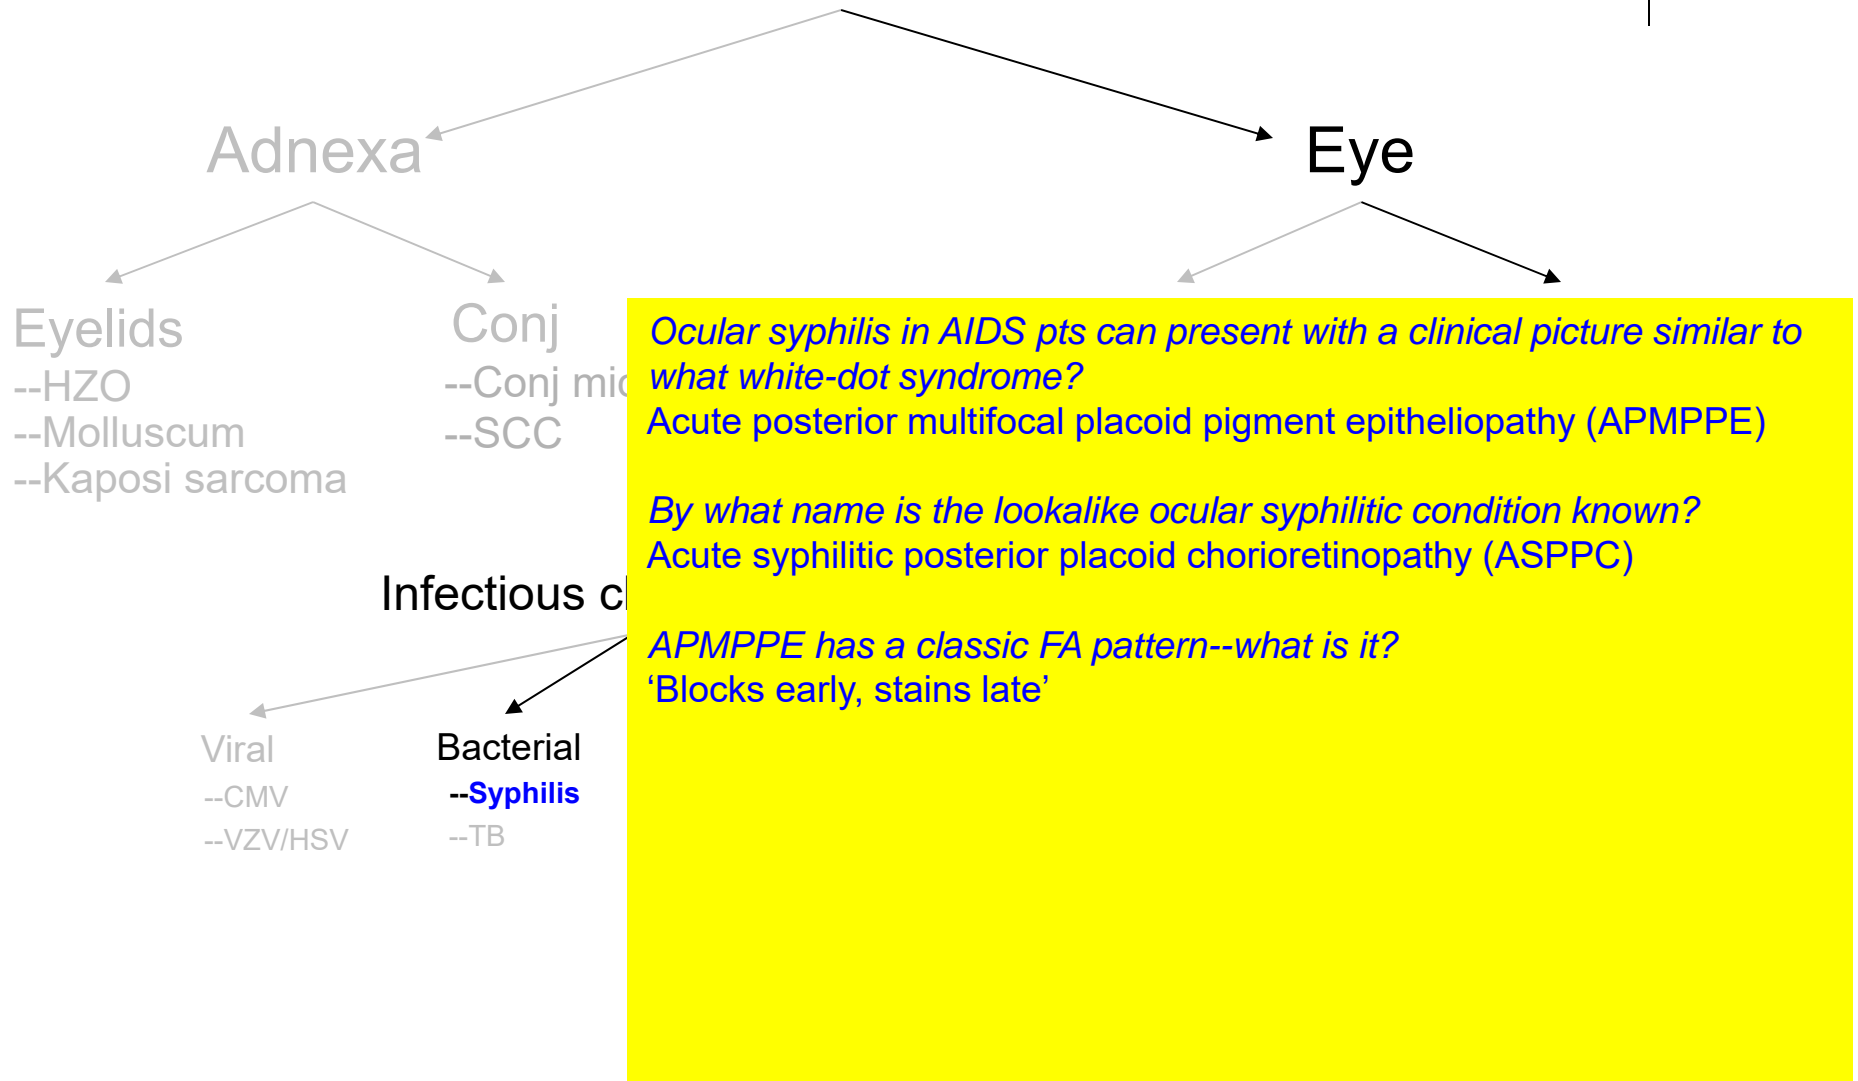 Adnexa
Eye
Eyelids
--HZO
--Molluscum
--Kaposi sarcoma
Conj
--Conj
--SCC
Ocular syphilis in AIDS pts can present with a clinical picture similar to
what white-dot syndrome?
Acute posterior multifocal placoid pigment epitheliopathy (APMPPE)
By what name is the lookalike ocular syphilitic condition known?
Acute syphilitic posterior placoid chorioretinopathy (ASPPC)
APMPPE has a classic FA pattern--what is it?
‘Blocks early, stains late’
Infectious
Viral
--CMV
--VZV/HSV
Bacterial
--Syphilis
--TB